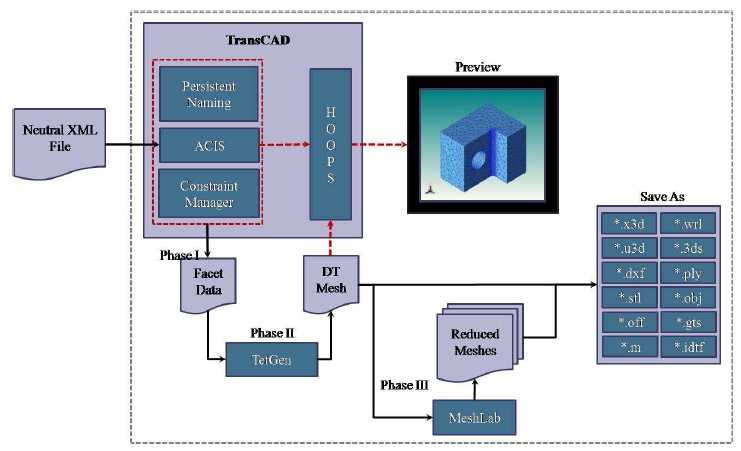 TransCAD
Persistent
Naming
ACIS
Constraint
Manager
H
O
O
P
S
Neutral XML
File
Preview
Save As
*.x3d
*.wrl
*.u3d
*.3ds
*.dxf
*.ply
*.stl
*.obj
*.off
*.gts
*.m
*.idtf
Phase I
Facet
Data
DT
Mesh
Phase II
TetGen
Reduced
Meshes
Phase III
MeshLab